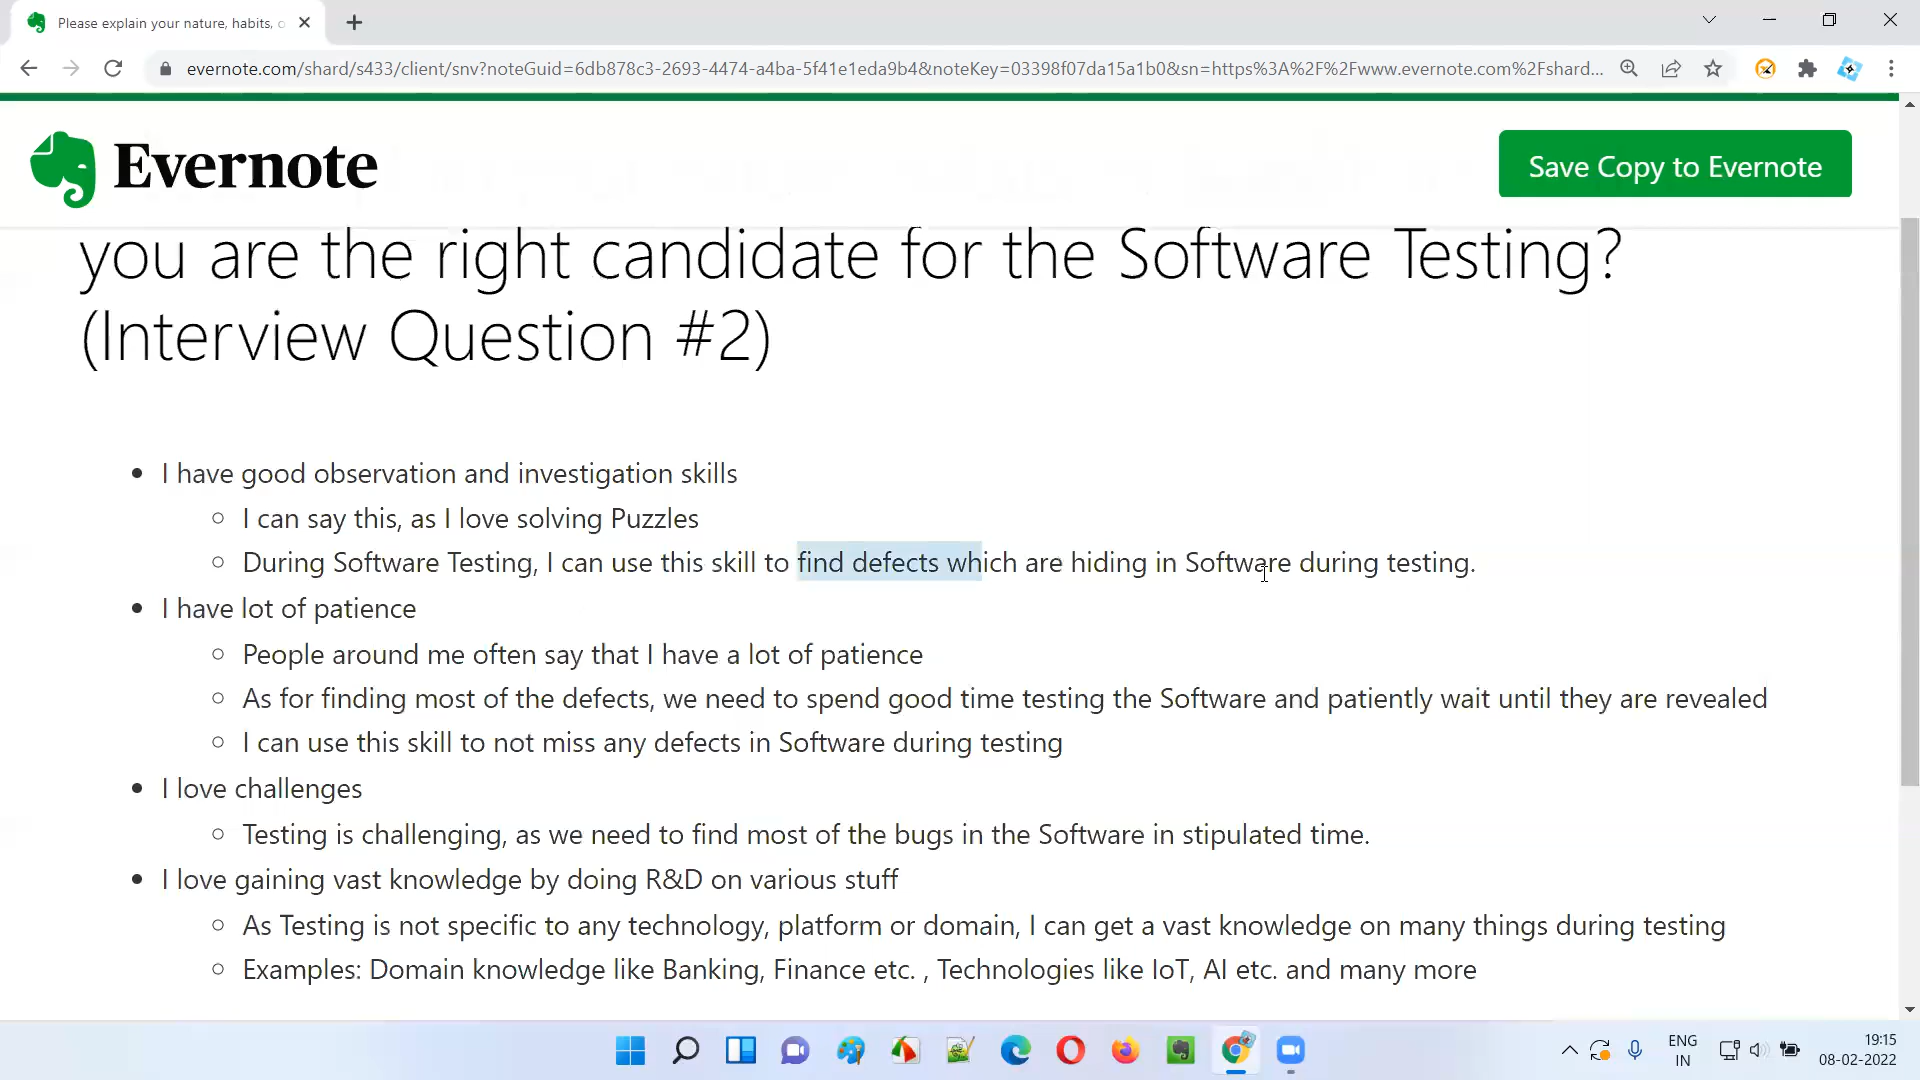 Please explain your nature, habits,
evernote.com/shard/s433/client/snv?noteGuid=6db878c3-2693-4474-a4ba-5f41e1eda9b4&noteKey=03398f07da15a1b0&sn=https%3A%2F%2Fwww.evernote.com%2Fshard...
Evernote
Save Copy to Evernote
you are the right candidate for the Software Testing?
(Interview Question #2)
• I have good observation and investigation skills
○ I can say this, as I love solving Puzzles
○ During Software Testing, I can use this skill to find defects which are hiding in Software during testing.
• I have lot of patience
○ People around me often say that I have a lot of patience
○ As for finding most of the defects, we need to spend good time testing the Software and patiently wait until they are revealed
○ I can use this skill to not miss any defects in Software during testing
• I love challenges
○ Testing is challenging, as we need to find most of the bugs in the Software in stipulated time.
• I love gaining vast knowledge by doing R&D on various stuff
○ As Testing is not specific to any technology, platform or domain, I can get a vast knowledge on many things during testing
○ Examples: Domain knowledge like Banking, Finance etc. , Technologies like IoT, AI etc. and many more
ENG
IN
19:15
08-02-2022